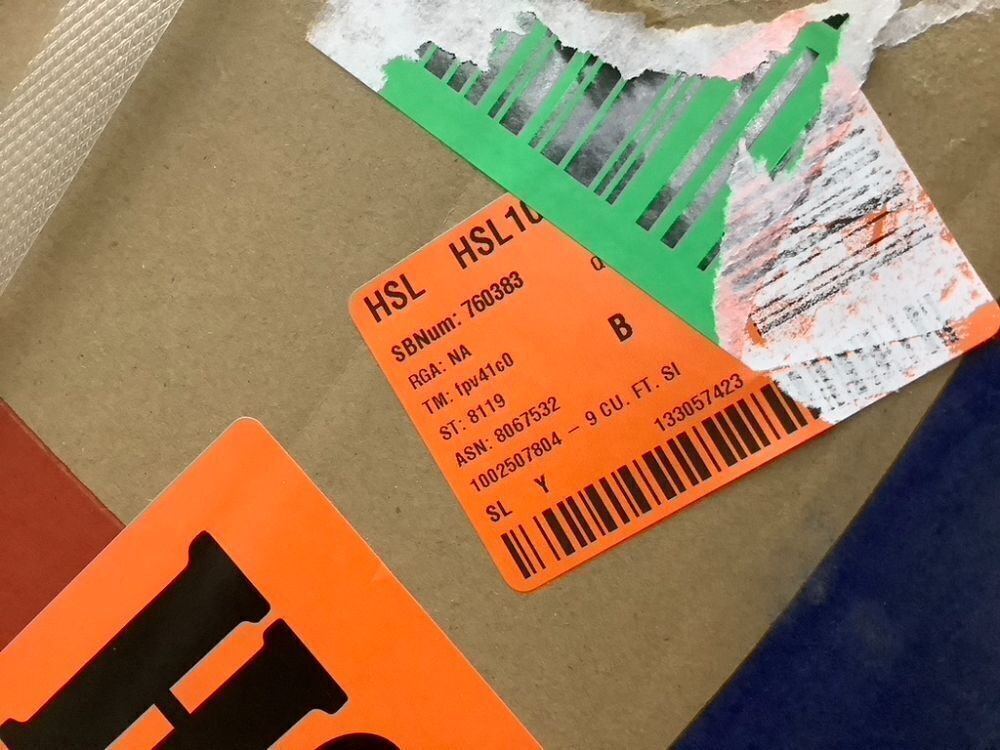 HSL HSL10
SBNum: 760383
RGA: NA
B
TM: fpv41c0
ST: 8119
ASN: 8067532
1002507804 – 9 CU. FT. SI
133057423
SL Y
H